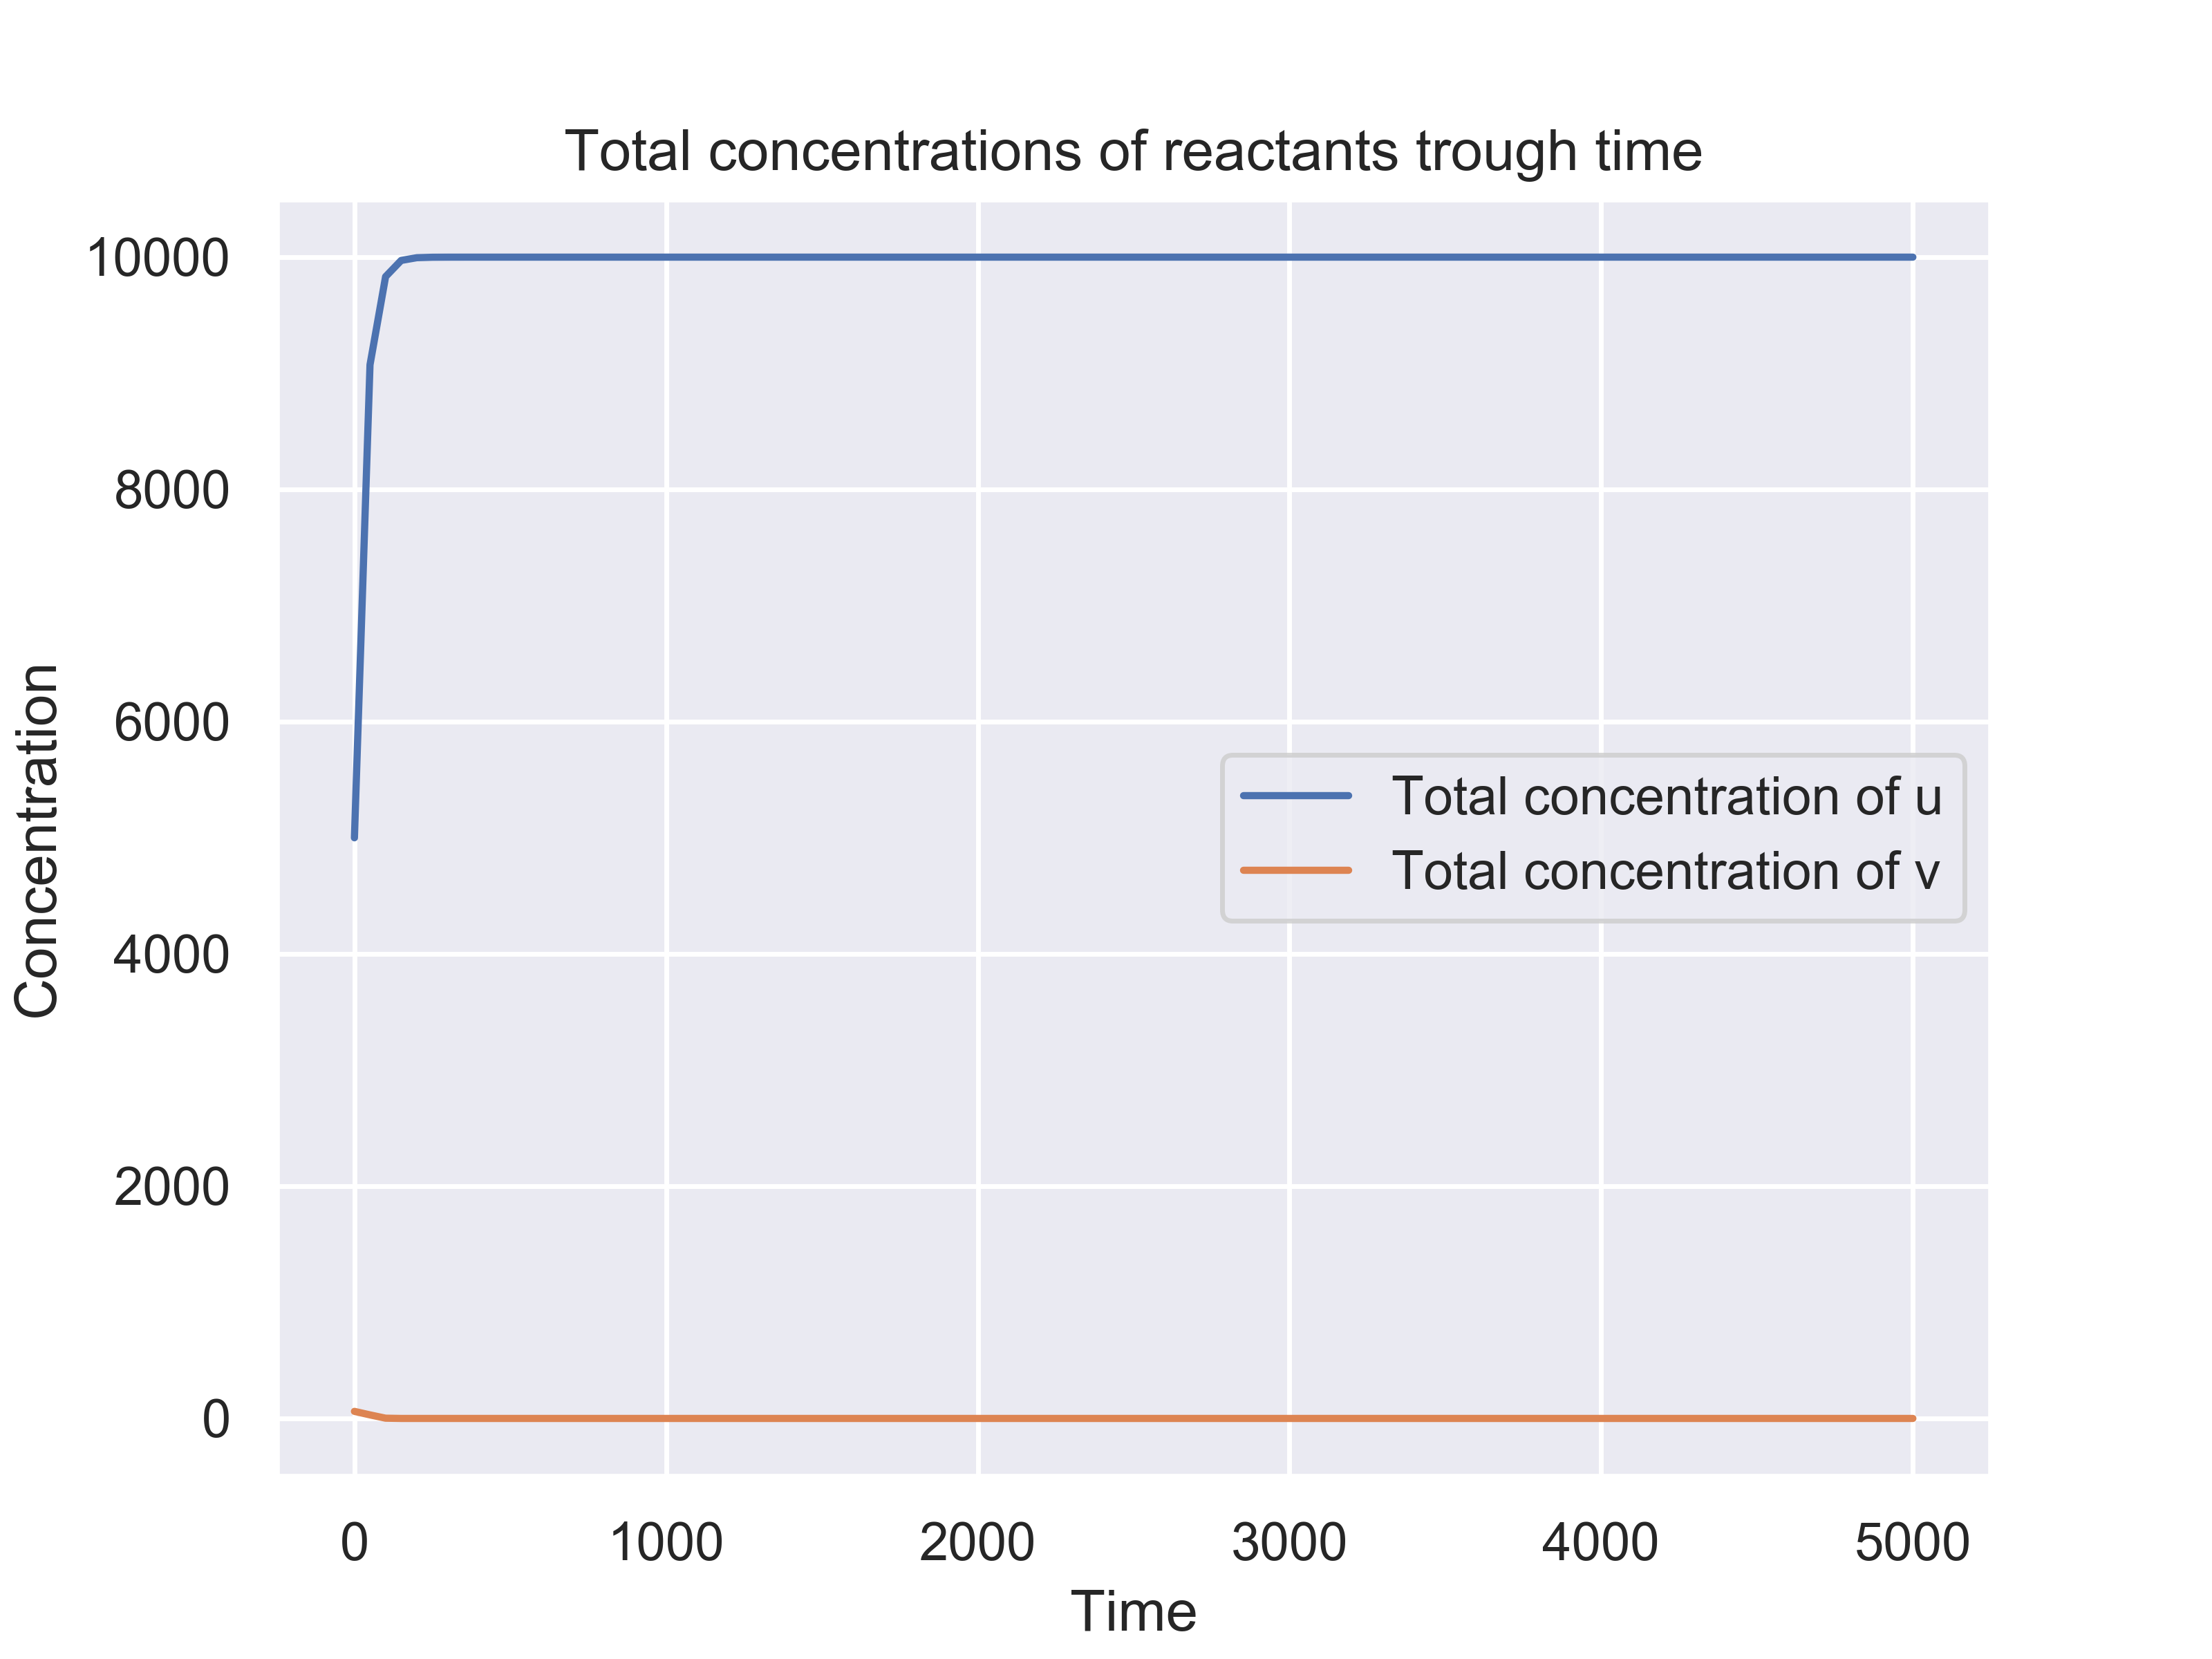 Total concentrations of reactants trough time
10000
8000
6000
4000
2000
0
Concentration
Total concentration of u
Total concentration of v
0 1000 2000 3000 4000 5000
Time